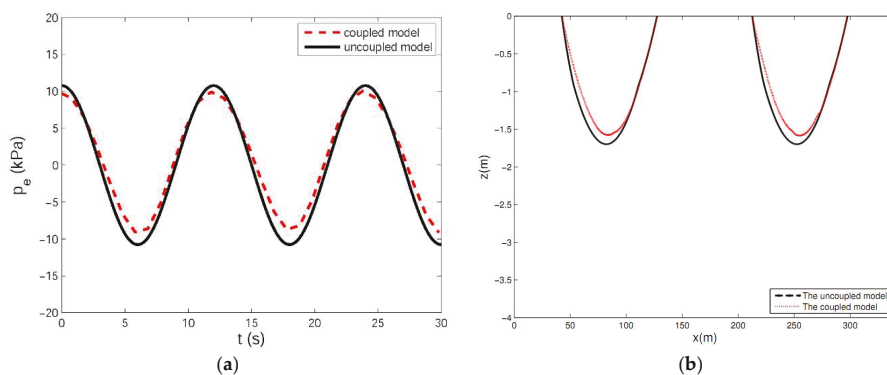 20
15
10
5
0
−5
−10
−15
−20
p_e (kPa)
coupled model
uncoupled model
0 5 10 15 20 25 30
t (s)
(a)
0
−0.5
−1
−1.5
−2
−2.5
−3
−3.5
−4
z(m)
The uncoupled model
The coupled model
0 50 100 150 200 250 300
x(m)
(b)